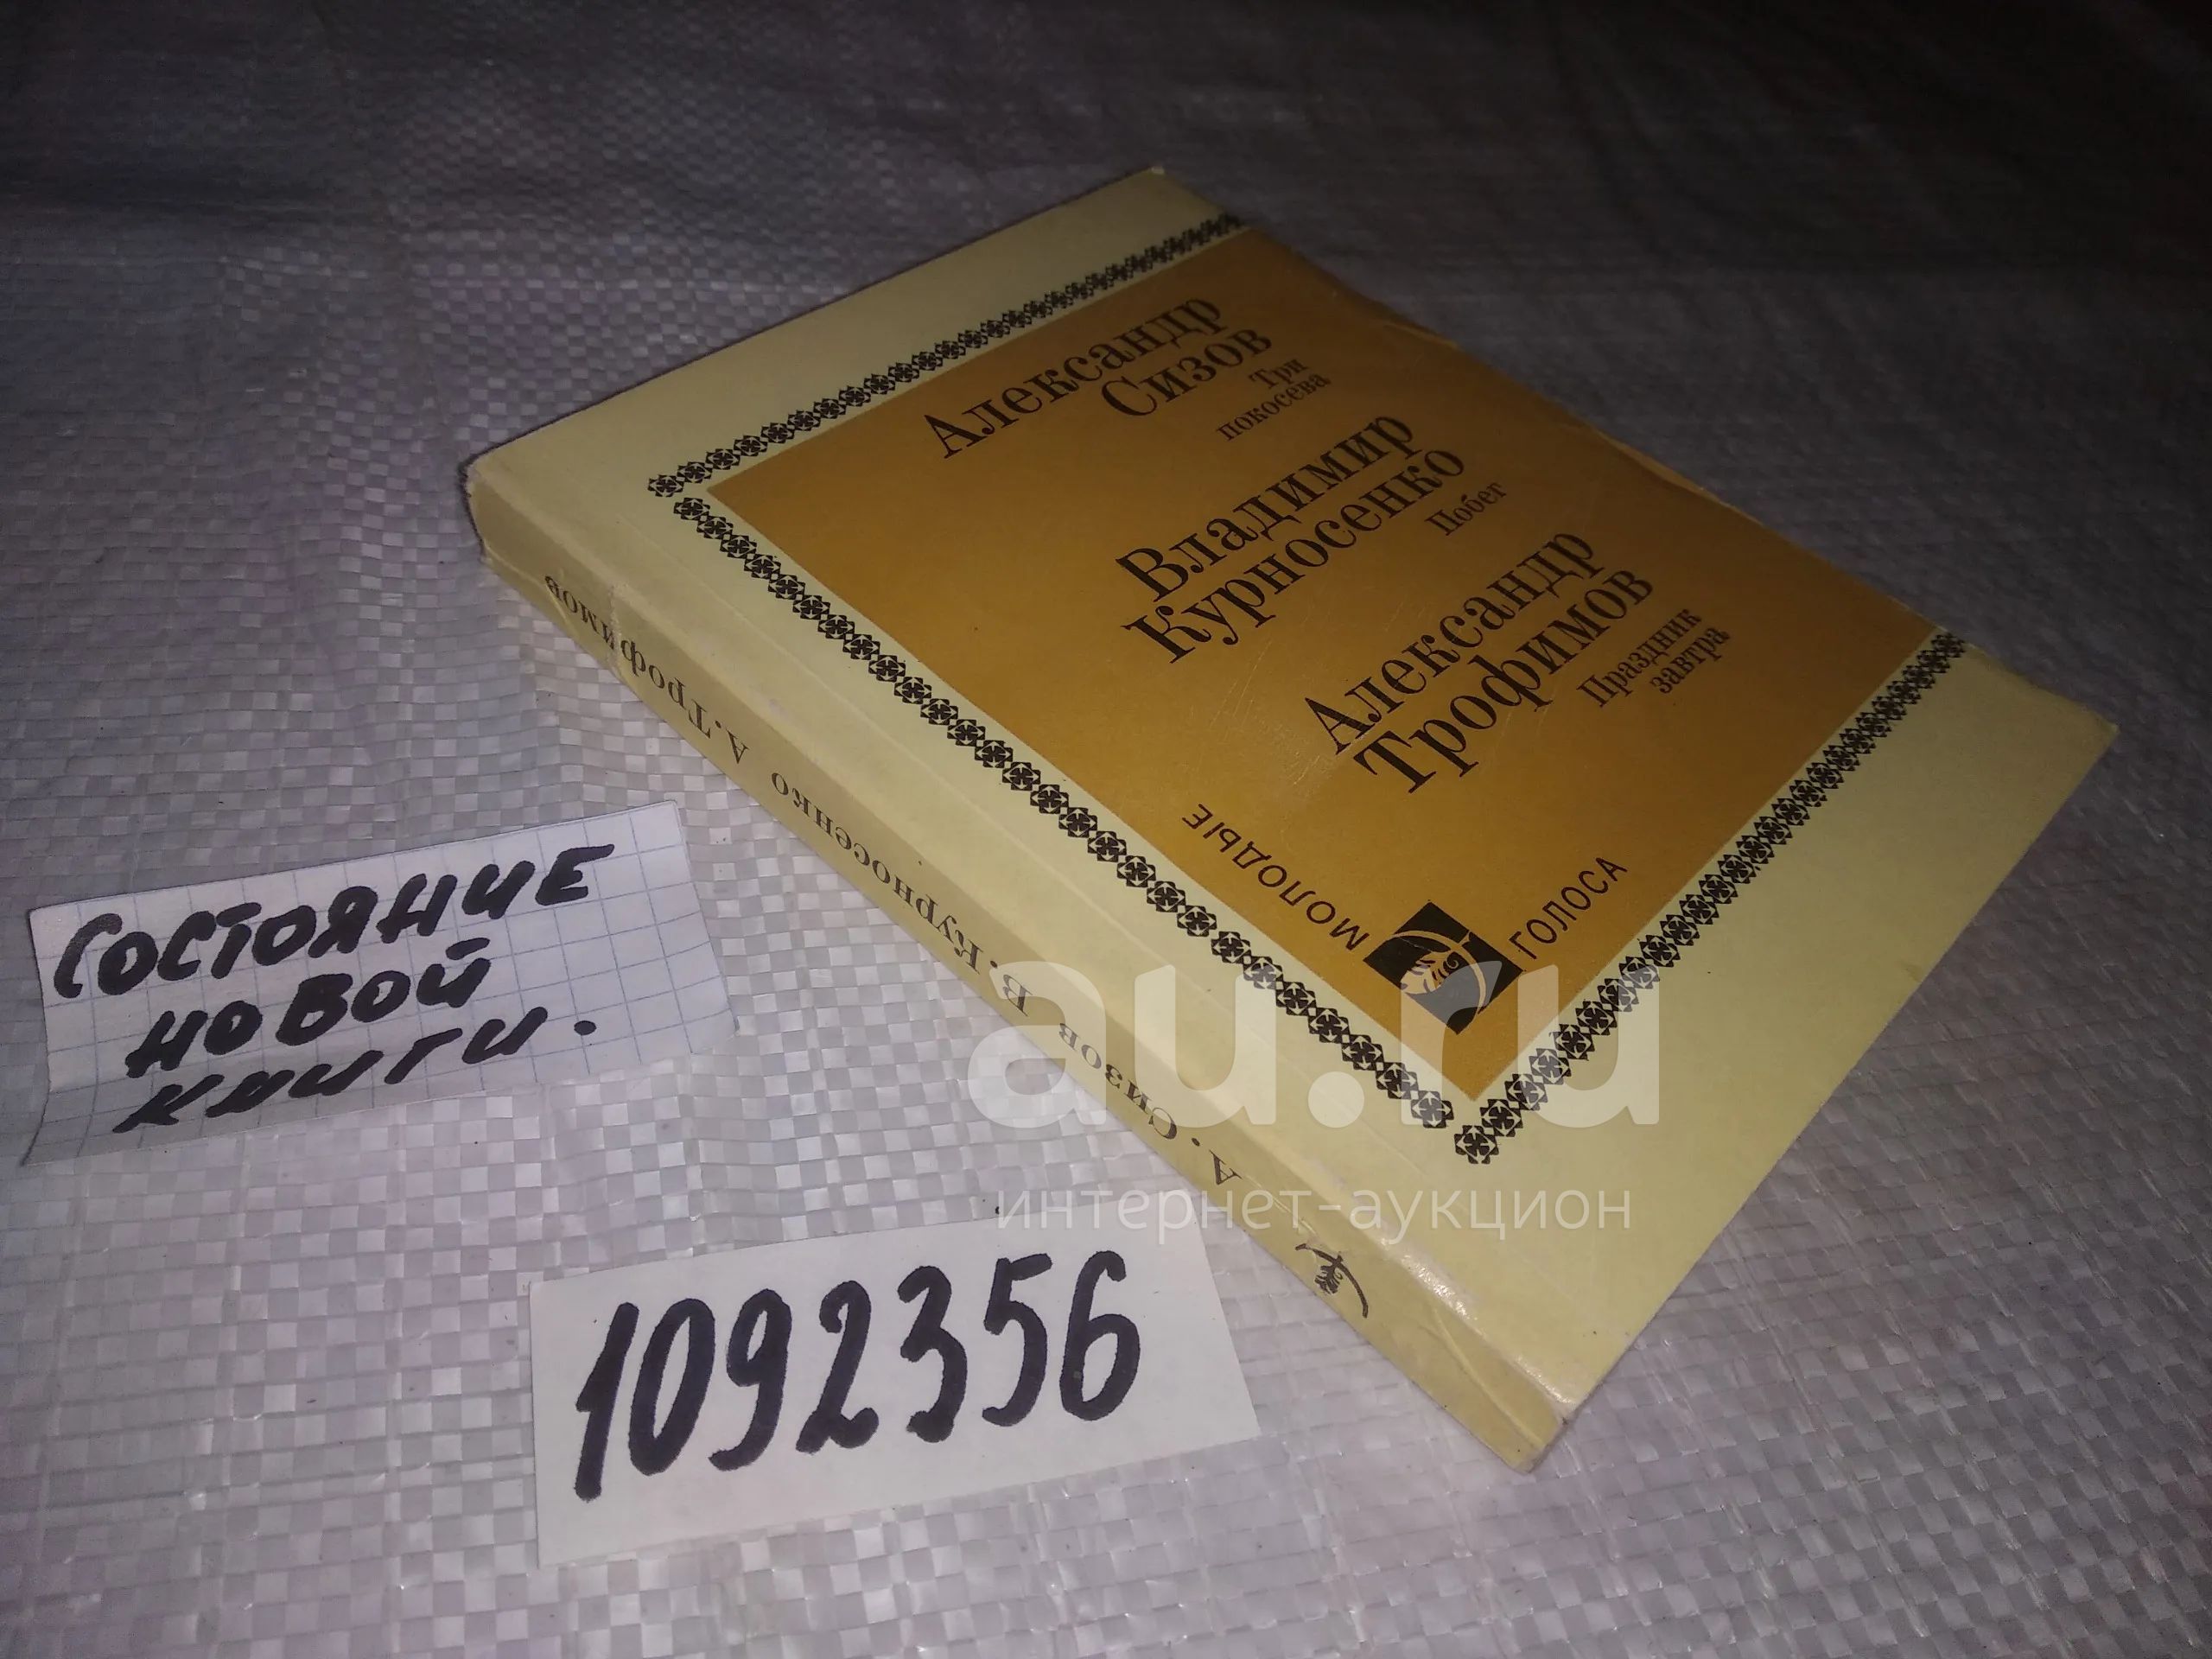 Александр
Сизов
Три
покосева
Владимир
Курносенко
Побег
Александр
Трофимов
Праздник
завтра
МОЛОДЫЕ
ГОЛОСА
А. Сизов В. Курносенко А. Трофимов
СОСТОЯНИЕ
НОВОЙ
КНИГИ.
1092356
au.ru
интернет-аукцион